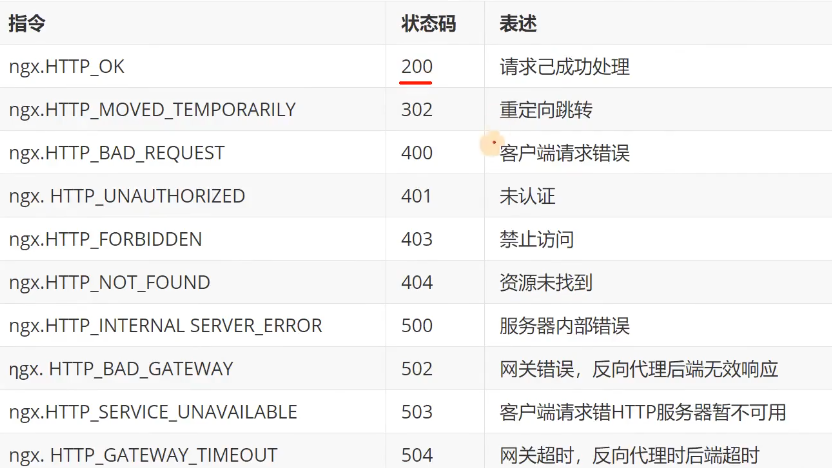 指令 状态码 表述
ngx.HTTP_OK 200 请求已成功处理
ngx.HTTP_MOVED_TEMPORARILY 302 重定向跳转
ngx.HTTP_BAD_REQUEST 400 客户端请求错误
ngx. HTTP_UNAUTHORIZED 401 未认证
ngx.HTTP_FORBIDDEN 403 禁止访问
ngx.HTTP_NOT_FOUND 404 资源未找到
ngx.HTTP_INTERNAL SERVER_ERROR 500 服务器内部错误
ηgx. HTTP_BAD_GATEWAY 502 网关错误，反向代理后端无效响应
ngx.HTTP_SERVICE_UNAVAILABLE 503 客户端请求错HTTP服务器暂不可用
ngx. HTTP_GATEWAY_TIMEOUT 504 网关超时，反向代理时后端超时